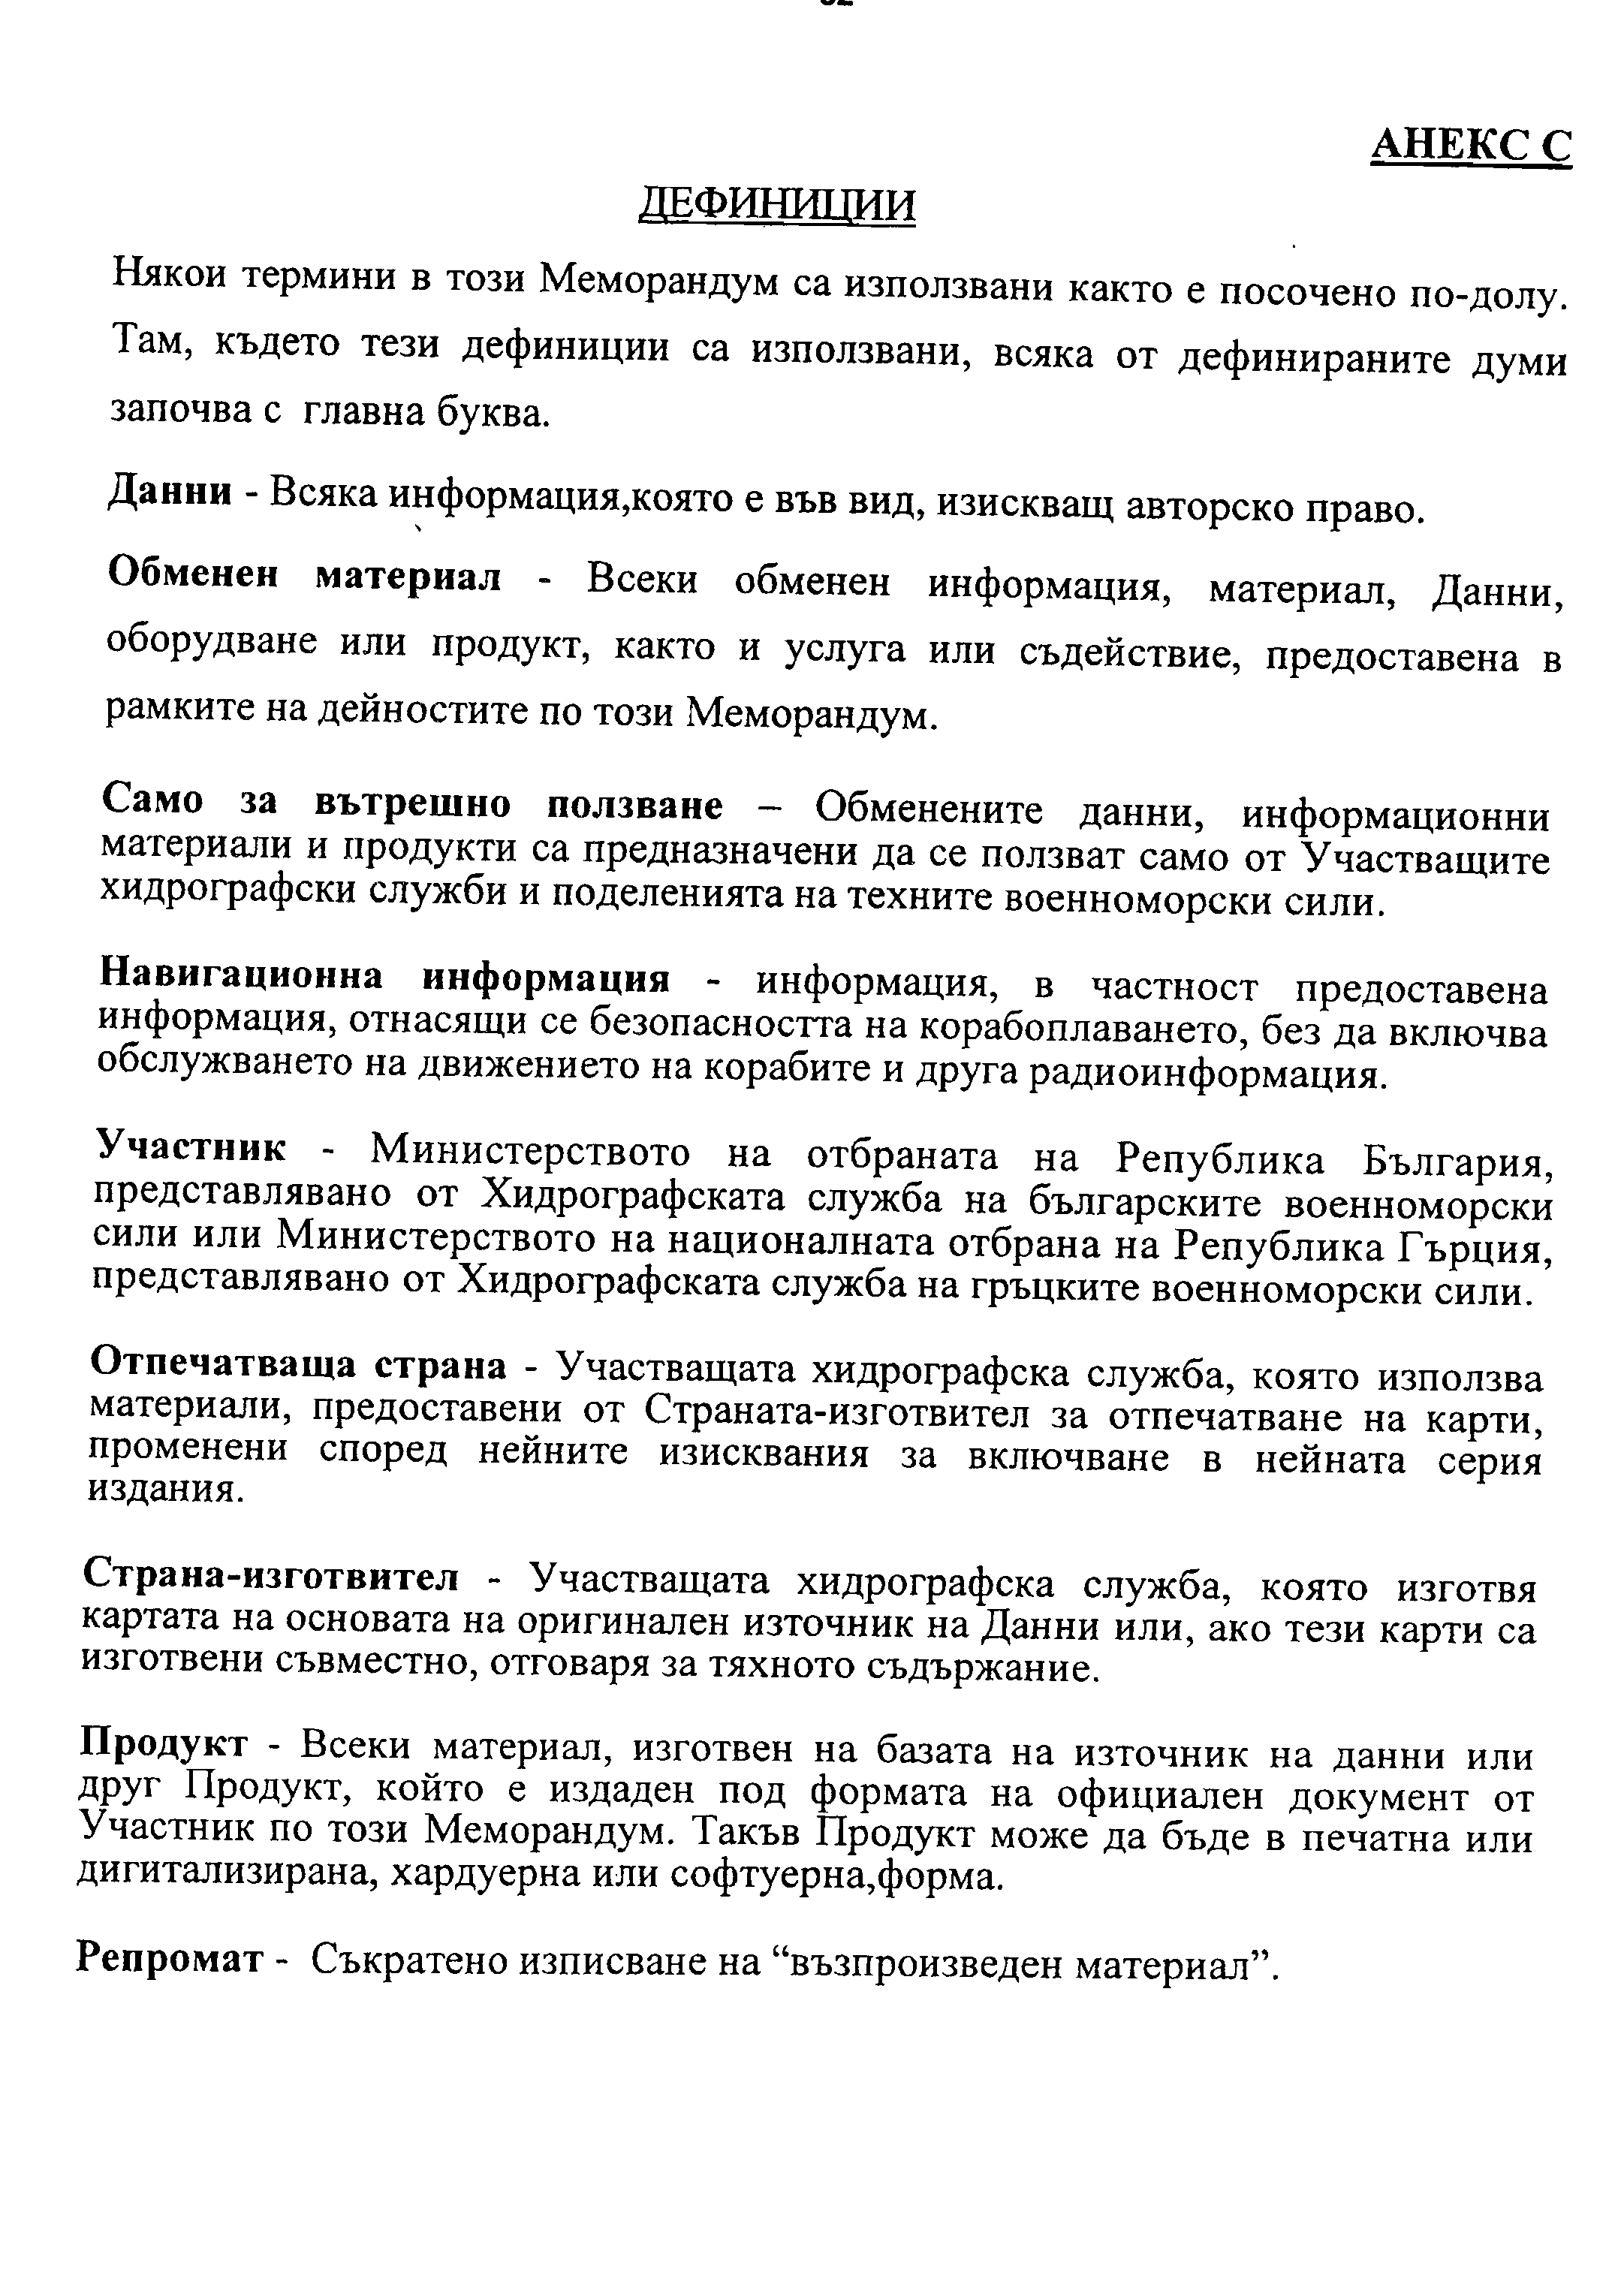 АНЕКС С
ДЕФИНИЦИИ
Някои термини в този Меморандум са използвани както е посочено по-долу.
Там, където тези дефиниции са използвани, всяка от дефинираните думи
започва с главна буква.
Данни - Всяка информация,която е във вид, изискващ авторско право.
Обменен материал - Всеки обменен информация, материал, Данни,
оборудване или продукт, както и услуга или съдействие, предоставена в
рамките на дейностите по този Меморандум.
Само за вътрешно ползване – Обменените данни, информационни
материали и продукти са предназначени да се ползват само от Участващите
хидрографски служби и поделенията на техните военноморски сили.
Навигационна информация - информация, в частност предоставена
информация, отнасящи се безопасността на корабоплаването, без да включва
обслужването на движението на корабите и друга радиоинформация.
Участник - Министерството на отбраната на Република България,
представлявано от Хидрографската служба на българските военноморски
сили или Министерството на националната отбрана на Република Гърция,
представлявано от Хидрографската служба на гръцките военноморски сили.
Отпечатваща страна - Участващата хидрографска служба, която използва
материали, предоставени от Страната-изготвител за отпечатване на карти,
променени според нейните изисквания за включване в нейната серия
издания.
Страна-изготвител - Участващата хидрографска служба, която изготвя
картата на основата на оригинален източник на Данни или, ако тези карти са
изготвени съвместно, отговаря за тяхното съдържание.
Продукт - Всеки материал, изготвен на базата на източник на данни или
друг Продукт, който е издаден под формата на официален документ от
Участник по този Меморандум. Такъв Продукт може да бъде в печатна или
дигитализирана, хардуерна или софтуерна,форма.
Репромат - Съкратено изписване на “възпроизведен материал”.